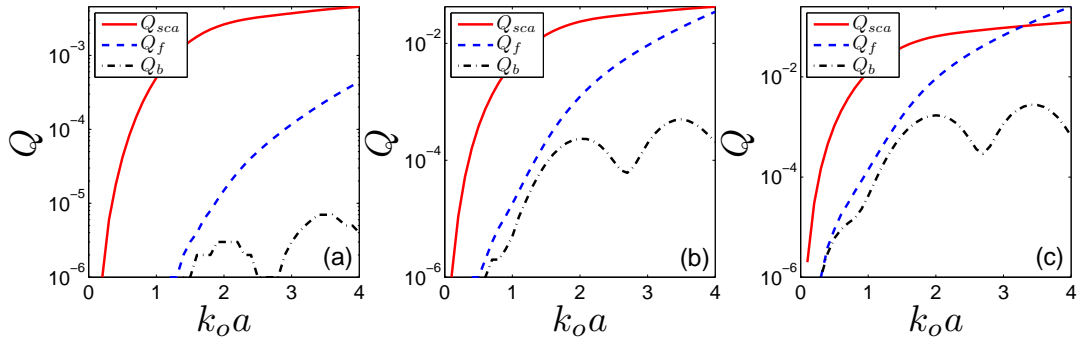 Q
10⁻³
10⁻⁴
10⁻⁵
10⁻⁶
Q_sca
Q_f
Q_b
(a)
0 1 2 3 4
k_o a
Q
10⁻²
10⁻⁴
10⁻⁶
Q_sca
Q_f
Q_b
(b)
0 1 2 3 4
k_o a
Q
10⁻²
10⁻⁴
10⁻⁶
Q_sca
Q_f
Q_b
(c)
0 1 2 3 4
k_o a